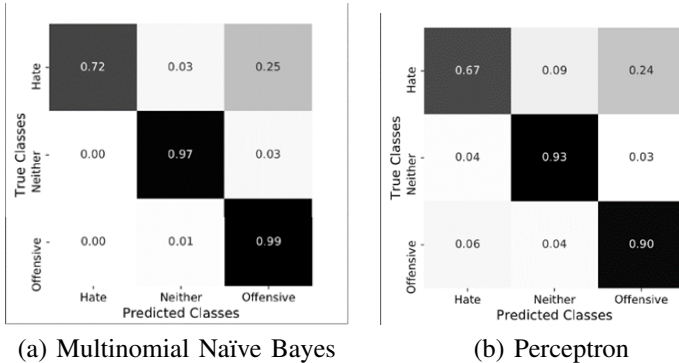 Hate
0.72
0.03
0.25
True Classes
Neither
0.00
0.97
0.03
Offensive
0.00
0.01
0.99
Hate
Neither
Offensive
Predicted Classes
(a) Multinomial Naïve Bayes
Hate
0.67
0.09
0.24
True Classes
Neither
0.04
0.93
0.03
Offensive
0.06
0.04
0.90
Hate
Neither
Offensive
Predicted Classes
(b) Perceptron